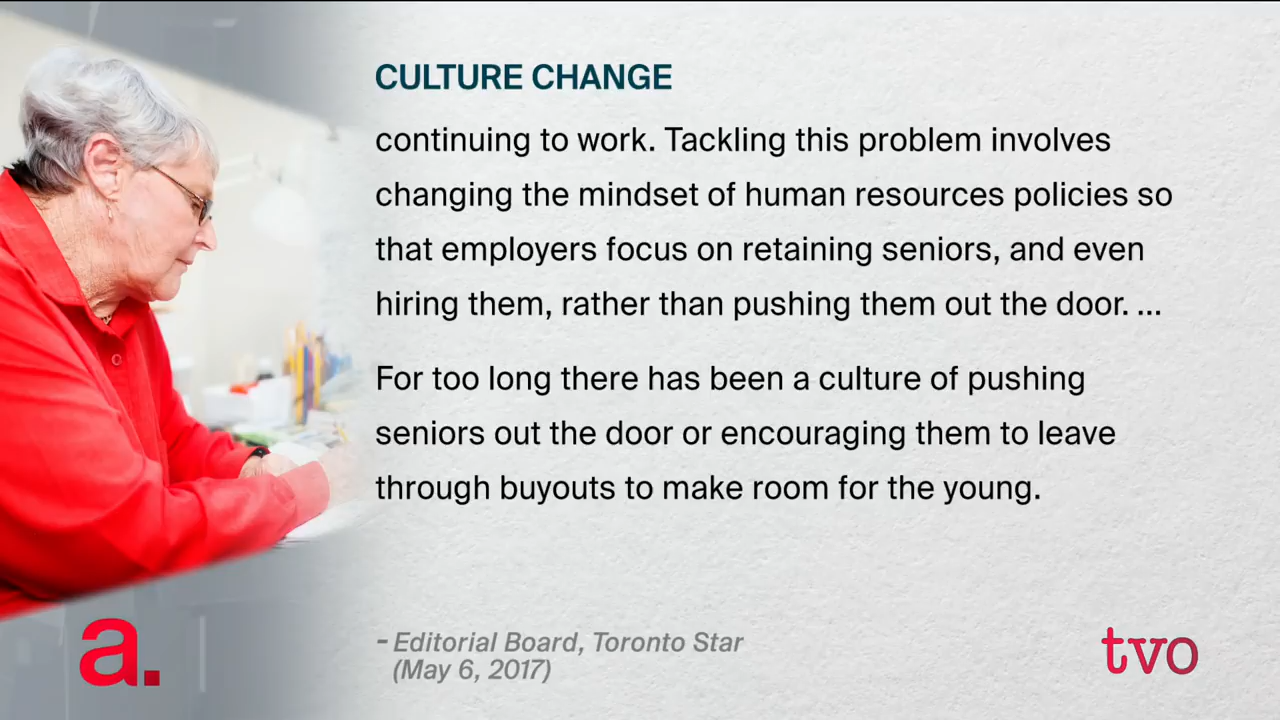 CULTURE CHANGE
continuing to work. Tackling this problem involves
changing the mindset of human resources policies so
that employers focus on retaining seniors, and even
hiring them, rather than pushing them out the door. ...
For too long there has been a culture of pushing
seniors out the door or encouraging them to leave
through buyouts to make room for the young.
- Editorial Board, Toronto Star
(May 6, 2017)
a.
tvo